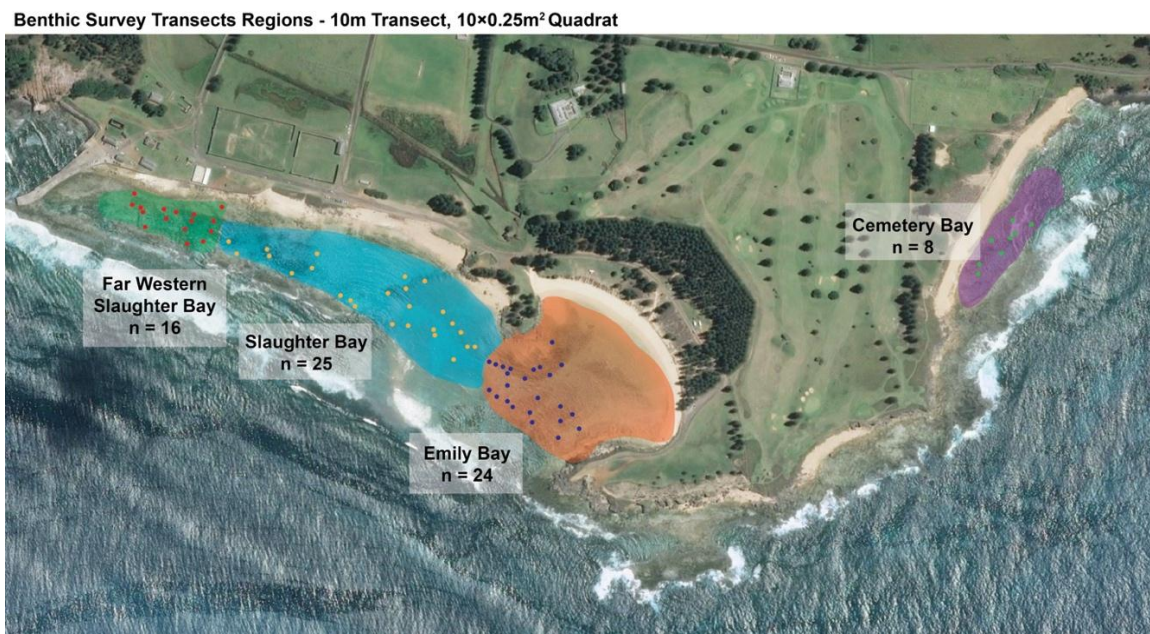 Benthic Survey Transects Regions - 10m Transect, 10×0.25m² Quadrat
Cemetery Bay
n = 8
Far Western
Slaughter Bay
n = 16
Slaughter Bay
n = 25
Emily Bay
n = 24